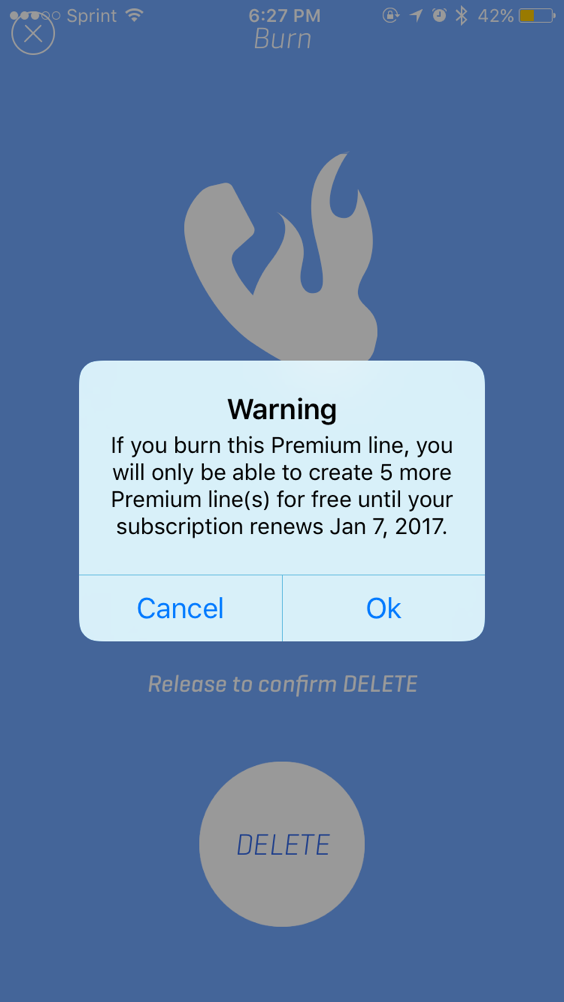 Sprint 6:27 PM 42%
Burn
Warning
If you burn this Premium line, you
will only be able to create 5 more
Premium line(s) for free until your
subscription renews Jan 7, 2017.
Cancel Ok
Release to confirm DELETE
DELETE